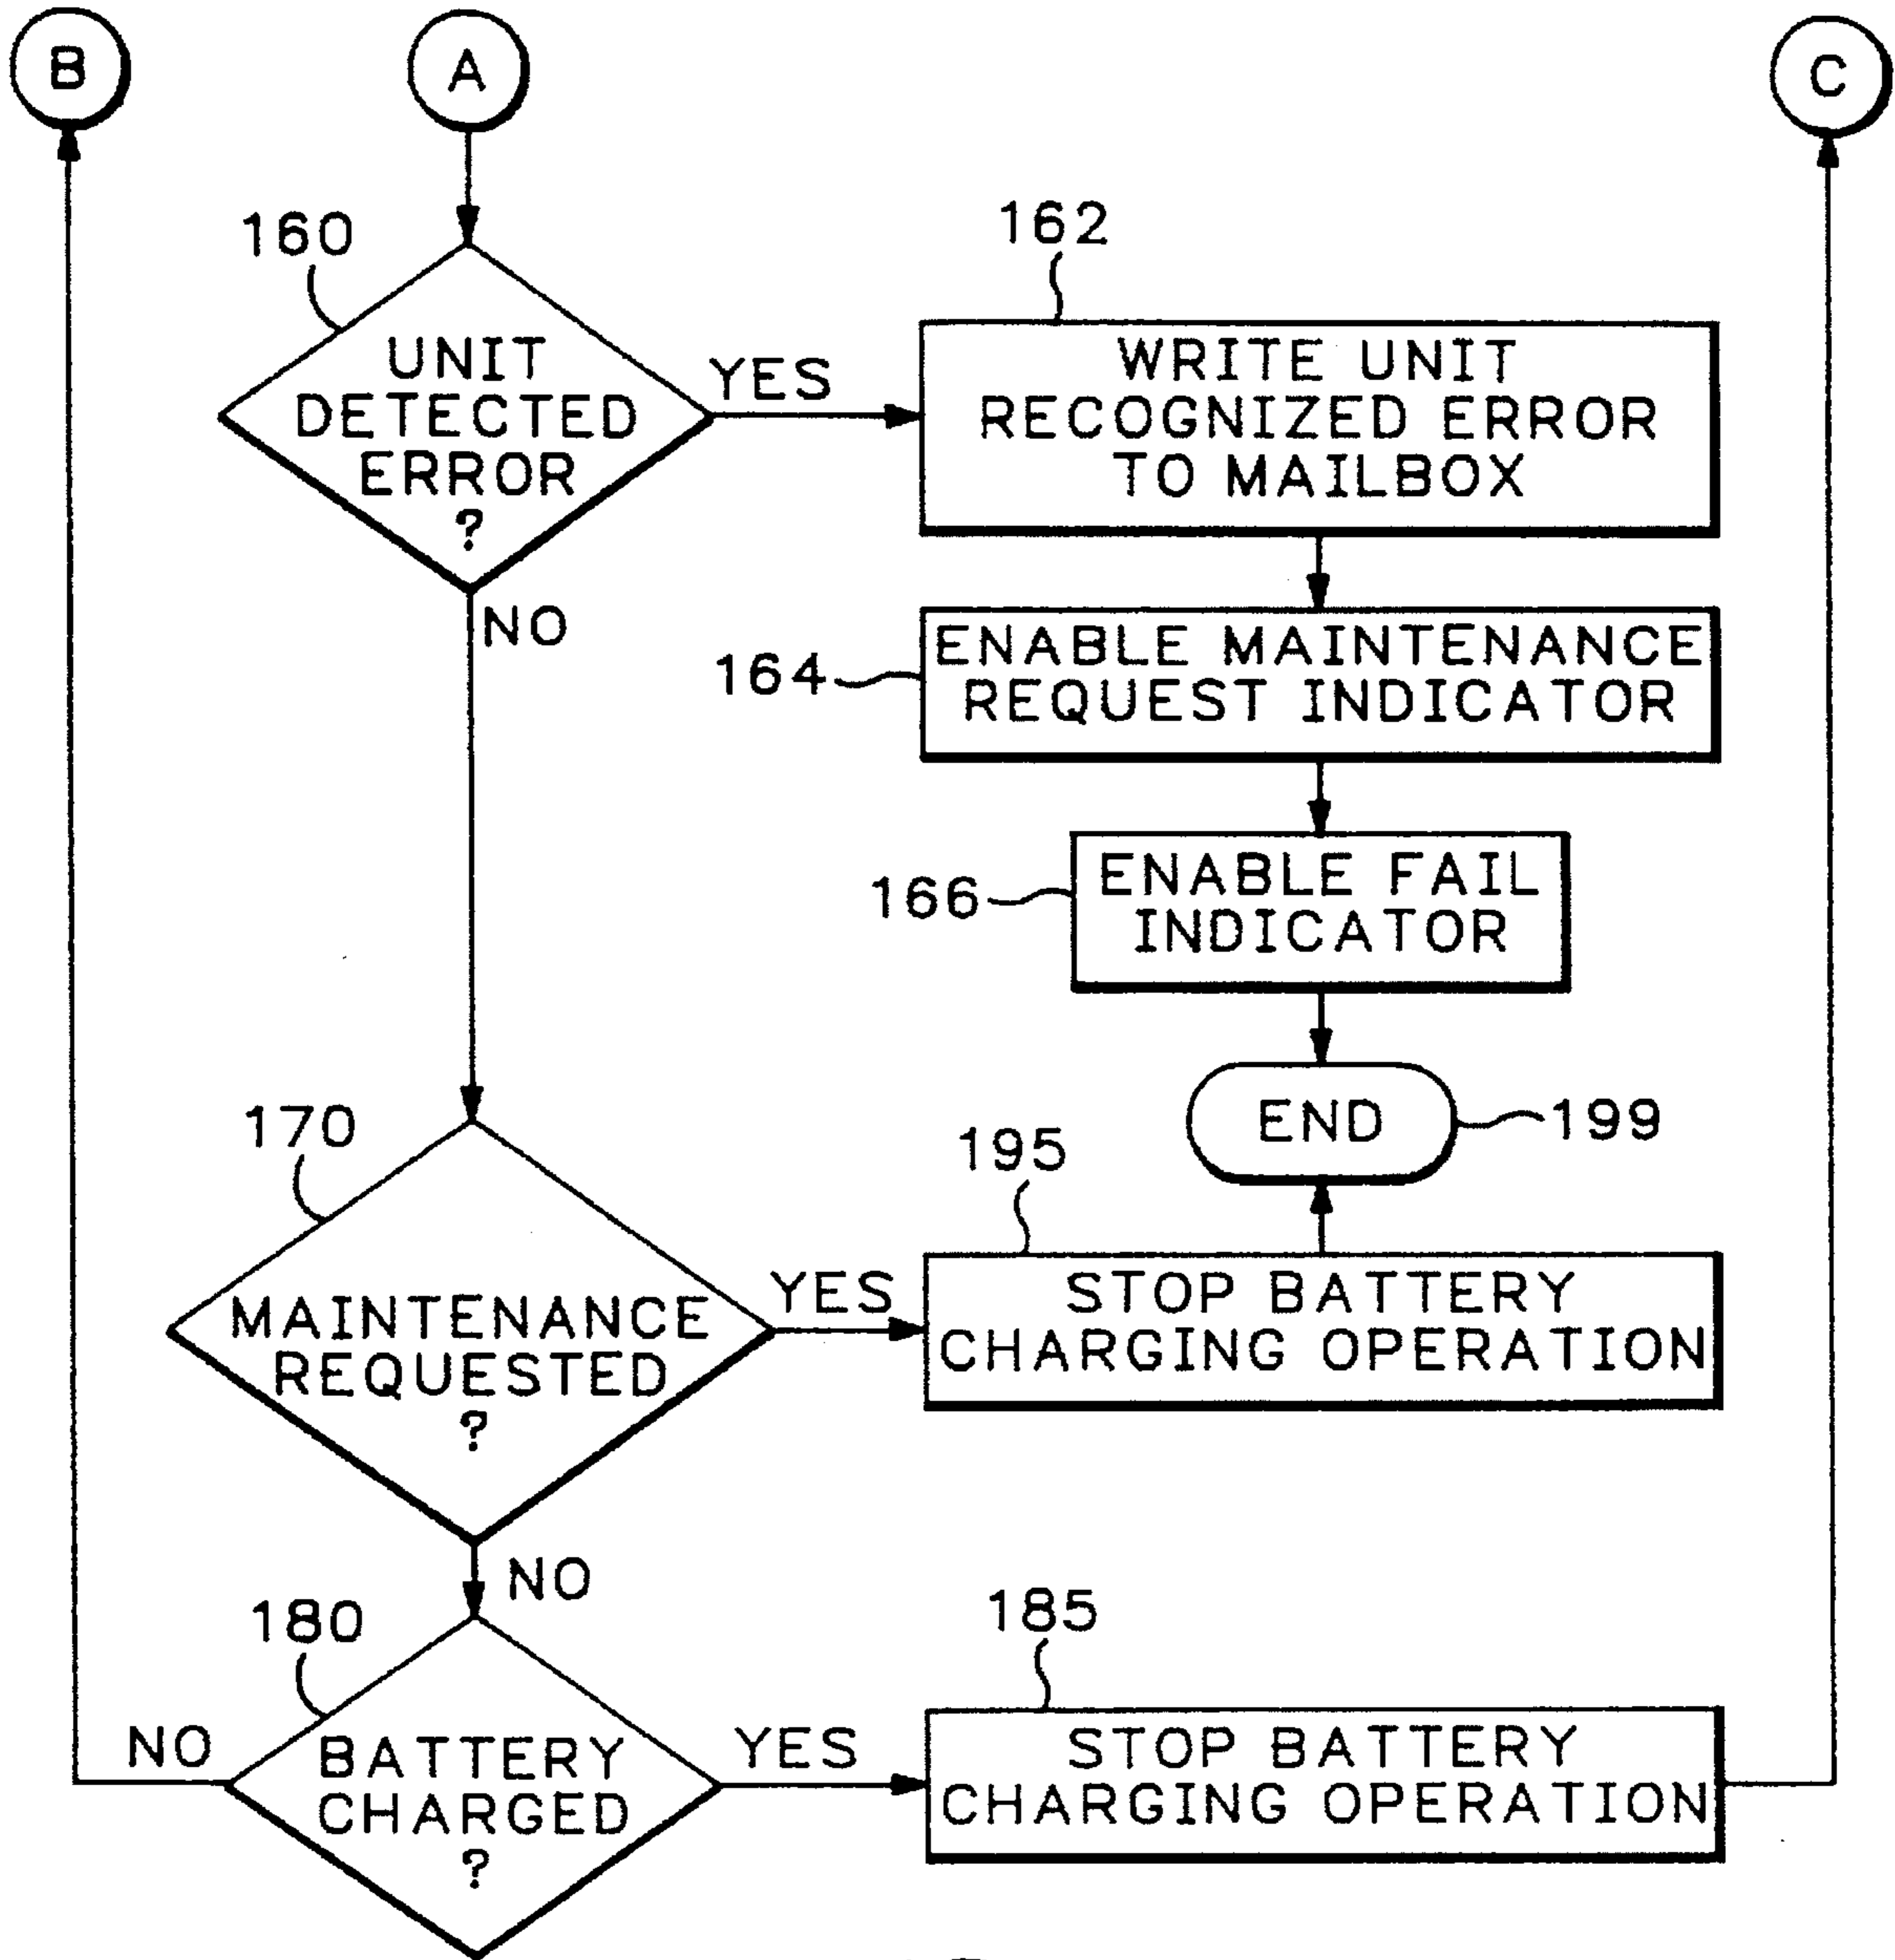 B
A
C
160
162
UNIT
DETECTED
ERROR
?
YES
WRITE UNIT
RECOGNIZED ERROR
TO MAILBOX
NO
164
ENABLE MAINTENANCE
REQUEST INDICATOR
166
ENABLE FAIL
INDICATOR
END
199
170
195
MAINTENANCE
REQUESTED
?
YES
STOP BATTERY
CHARGING OPERATION
NO
180
185
NO
BATTERY
CHARGED
?
YES
STOP BATTERY
CHARGING OPERATION